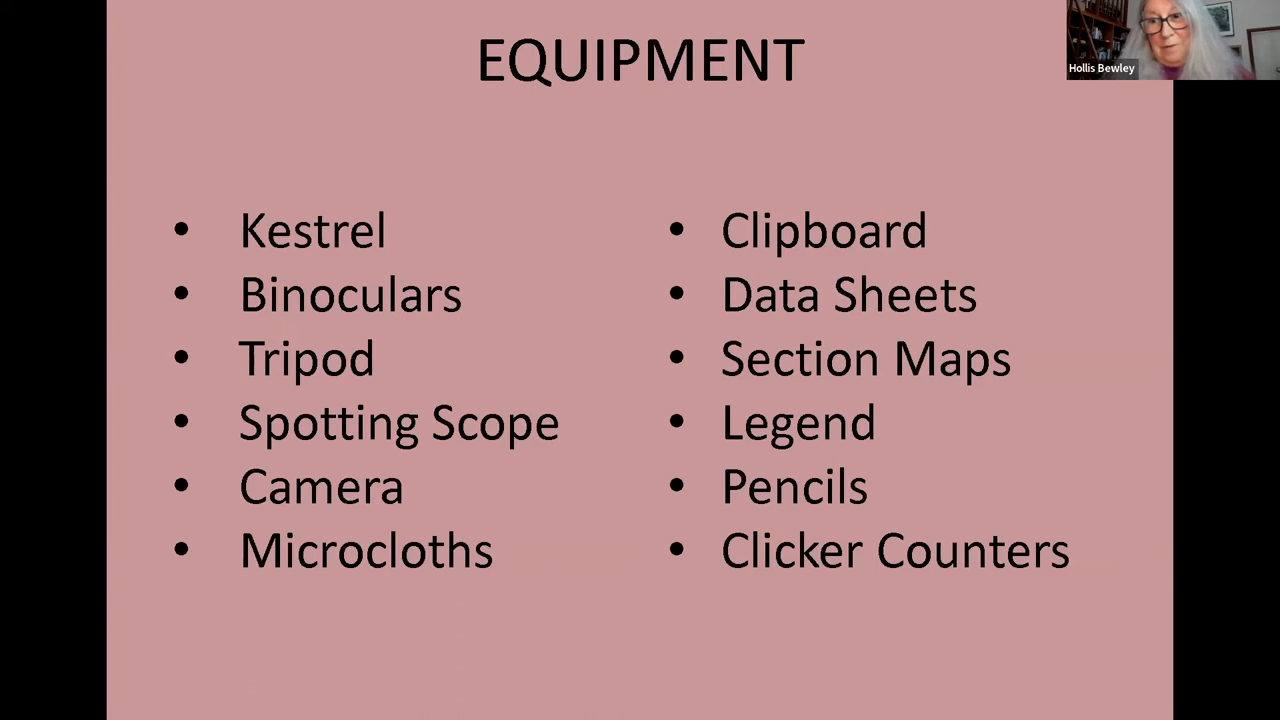 EQUIPMENT
Hollis Bewley
• Kestrel
• Binoculars
• Tripod
• Spotting Scope
• Camera
• Microcloths
• Clipboard
• Data Sheets
• Section Maps
• Legend
• Pencils
• Clicker Counters